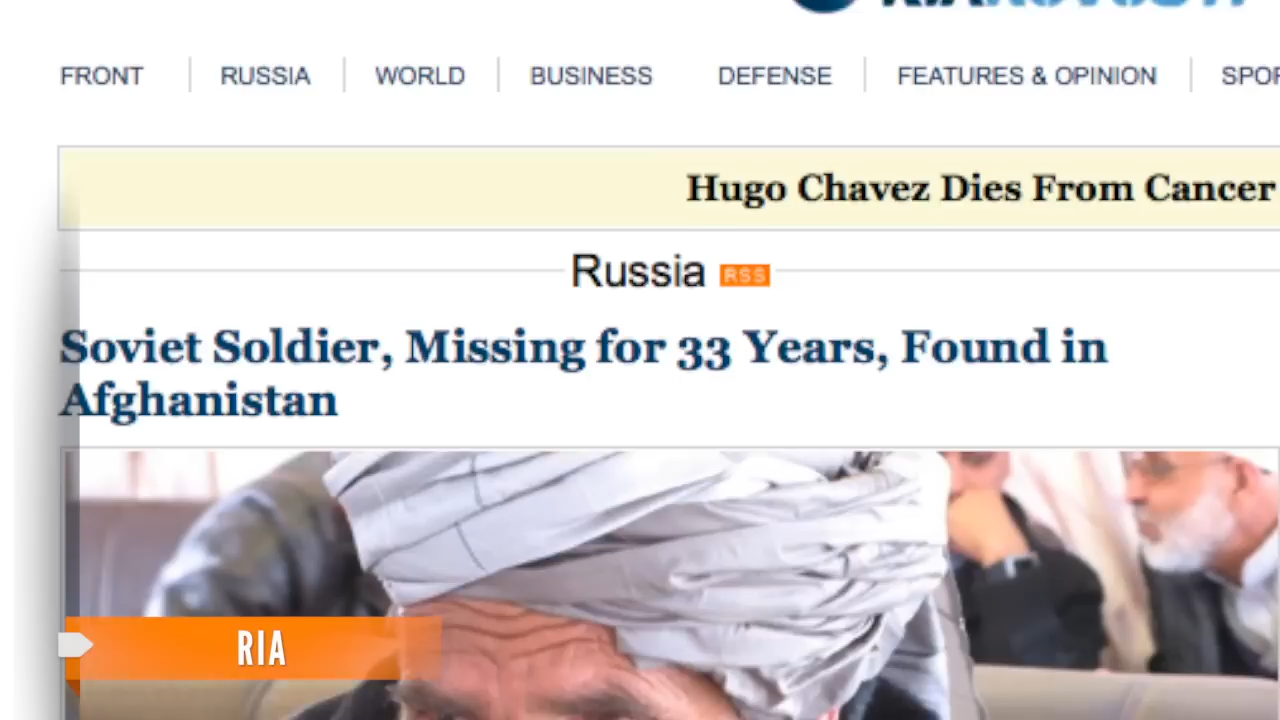 FRONT RUSSIA WORLD BUSINESS DEFENSE FEATURES & OPINION
Hugo Chavez Dies From Cancer
Russia RSS
Soviet Soldier, Missing for 33 Years, Found in
Afghanistan
RIA